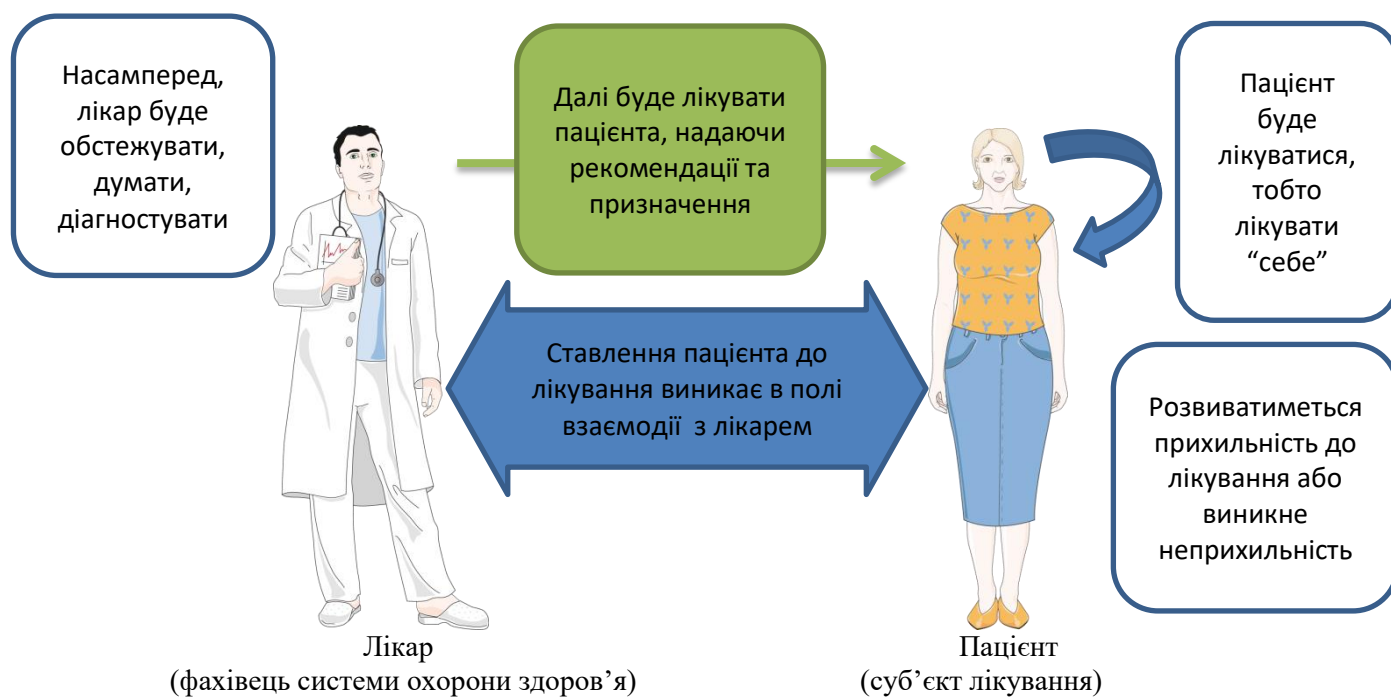 Насамперед,
лікар буде
обстежувати,
думати,
діагностувати
Далі буде лікувати
пацієнта, надаючи
рекомендації та
призначення
Пацієнт
буде
лікуватися,
тобто
лікувати
“себе”
Ставлення пацієнта до
лікування виникає в полі
взаємодії з лікарем
Розвиватиметься
прихильність до
лікування або
виникне
неприхильність
Лікар
(фахівець системи охорони здоров’я)
Пацієнт
(суб’єкт лікування)